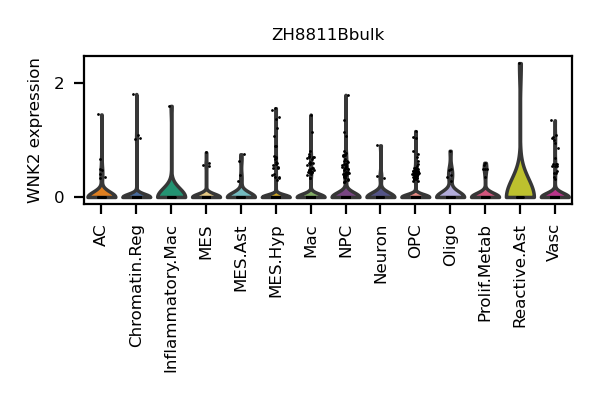 ZH8811Bbulk
WNK2 expression
2
0
AC
Chromatin.Reg
Inflammatory.Mac
MES
MES.Ast
MES.Hyp
Mac
NPC
Neuron
OPC
Oligo
Prolif.Metab
Reactive.Ast
Vasc